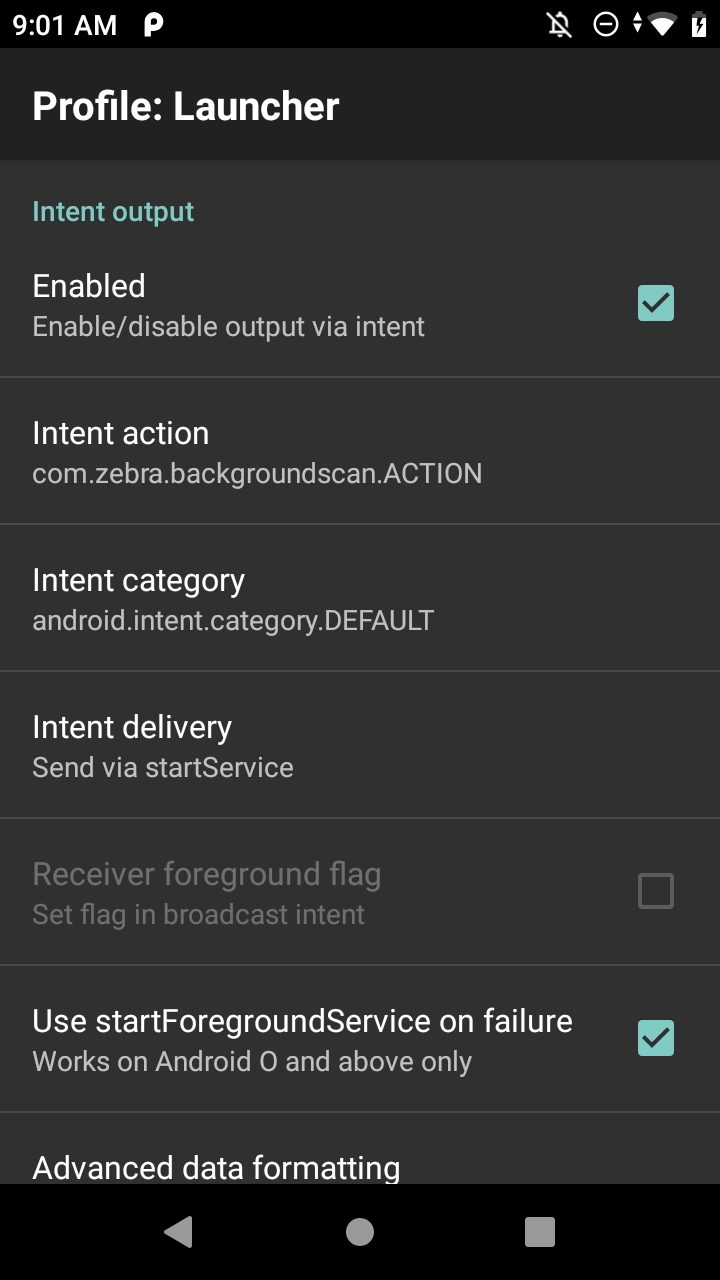 9:01 AM
Profile: Launcher
Intent output
Enabled
Enable/disable output via intent
Intent action
com.zebra.backgroundscan.ACTION
Intent category
android.intent.category.DEFAULT
Intent delivery
Send via startService
Receiver foreground flag
Set flag in broadcast intent
Use startForegroundService on failure
Works on Android O and above only
Advanced data formatting